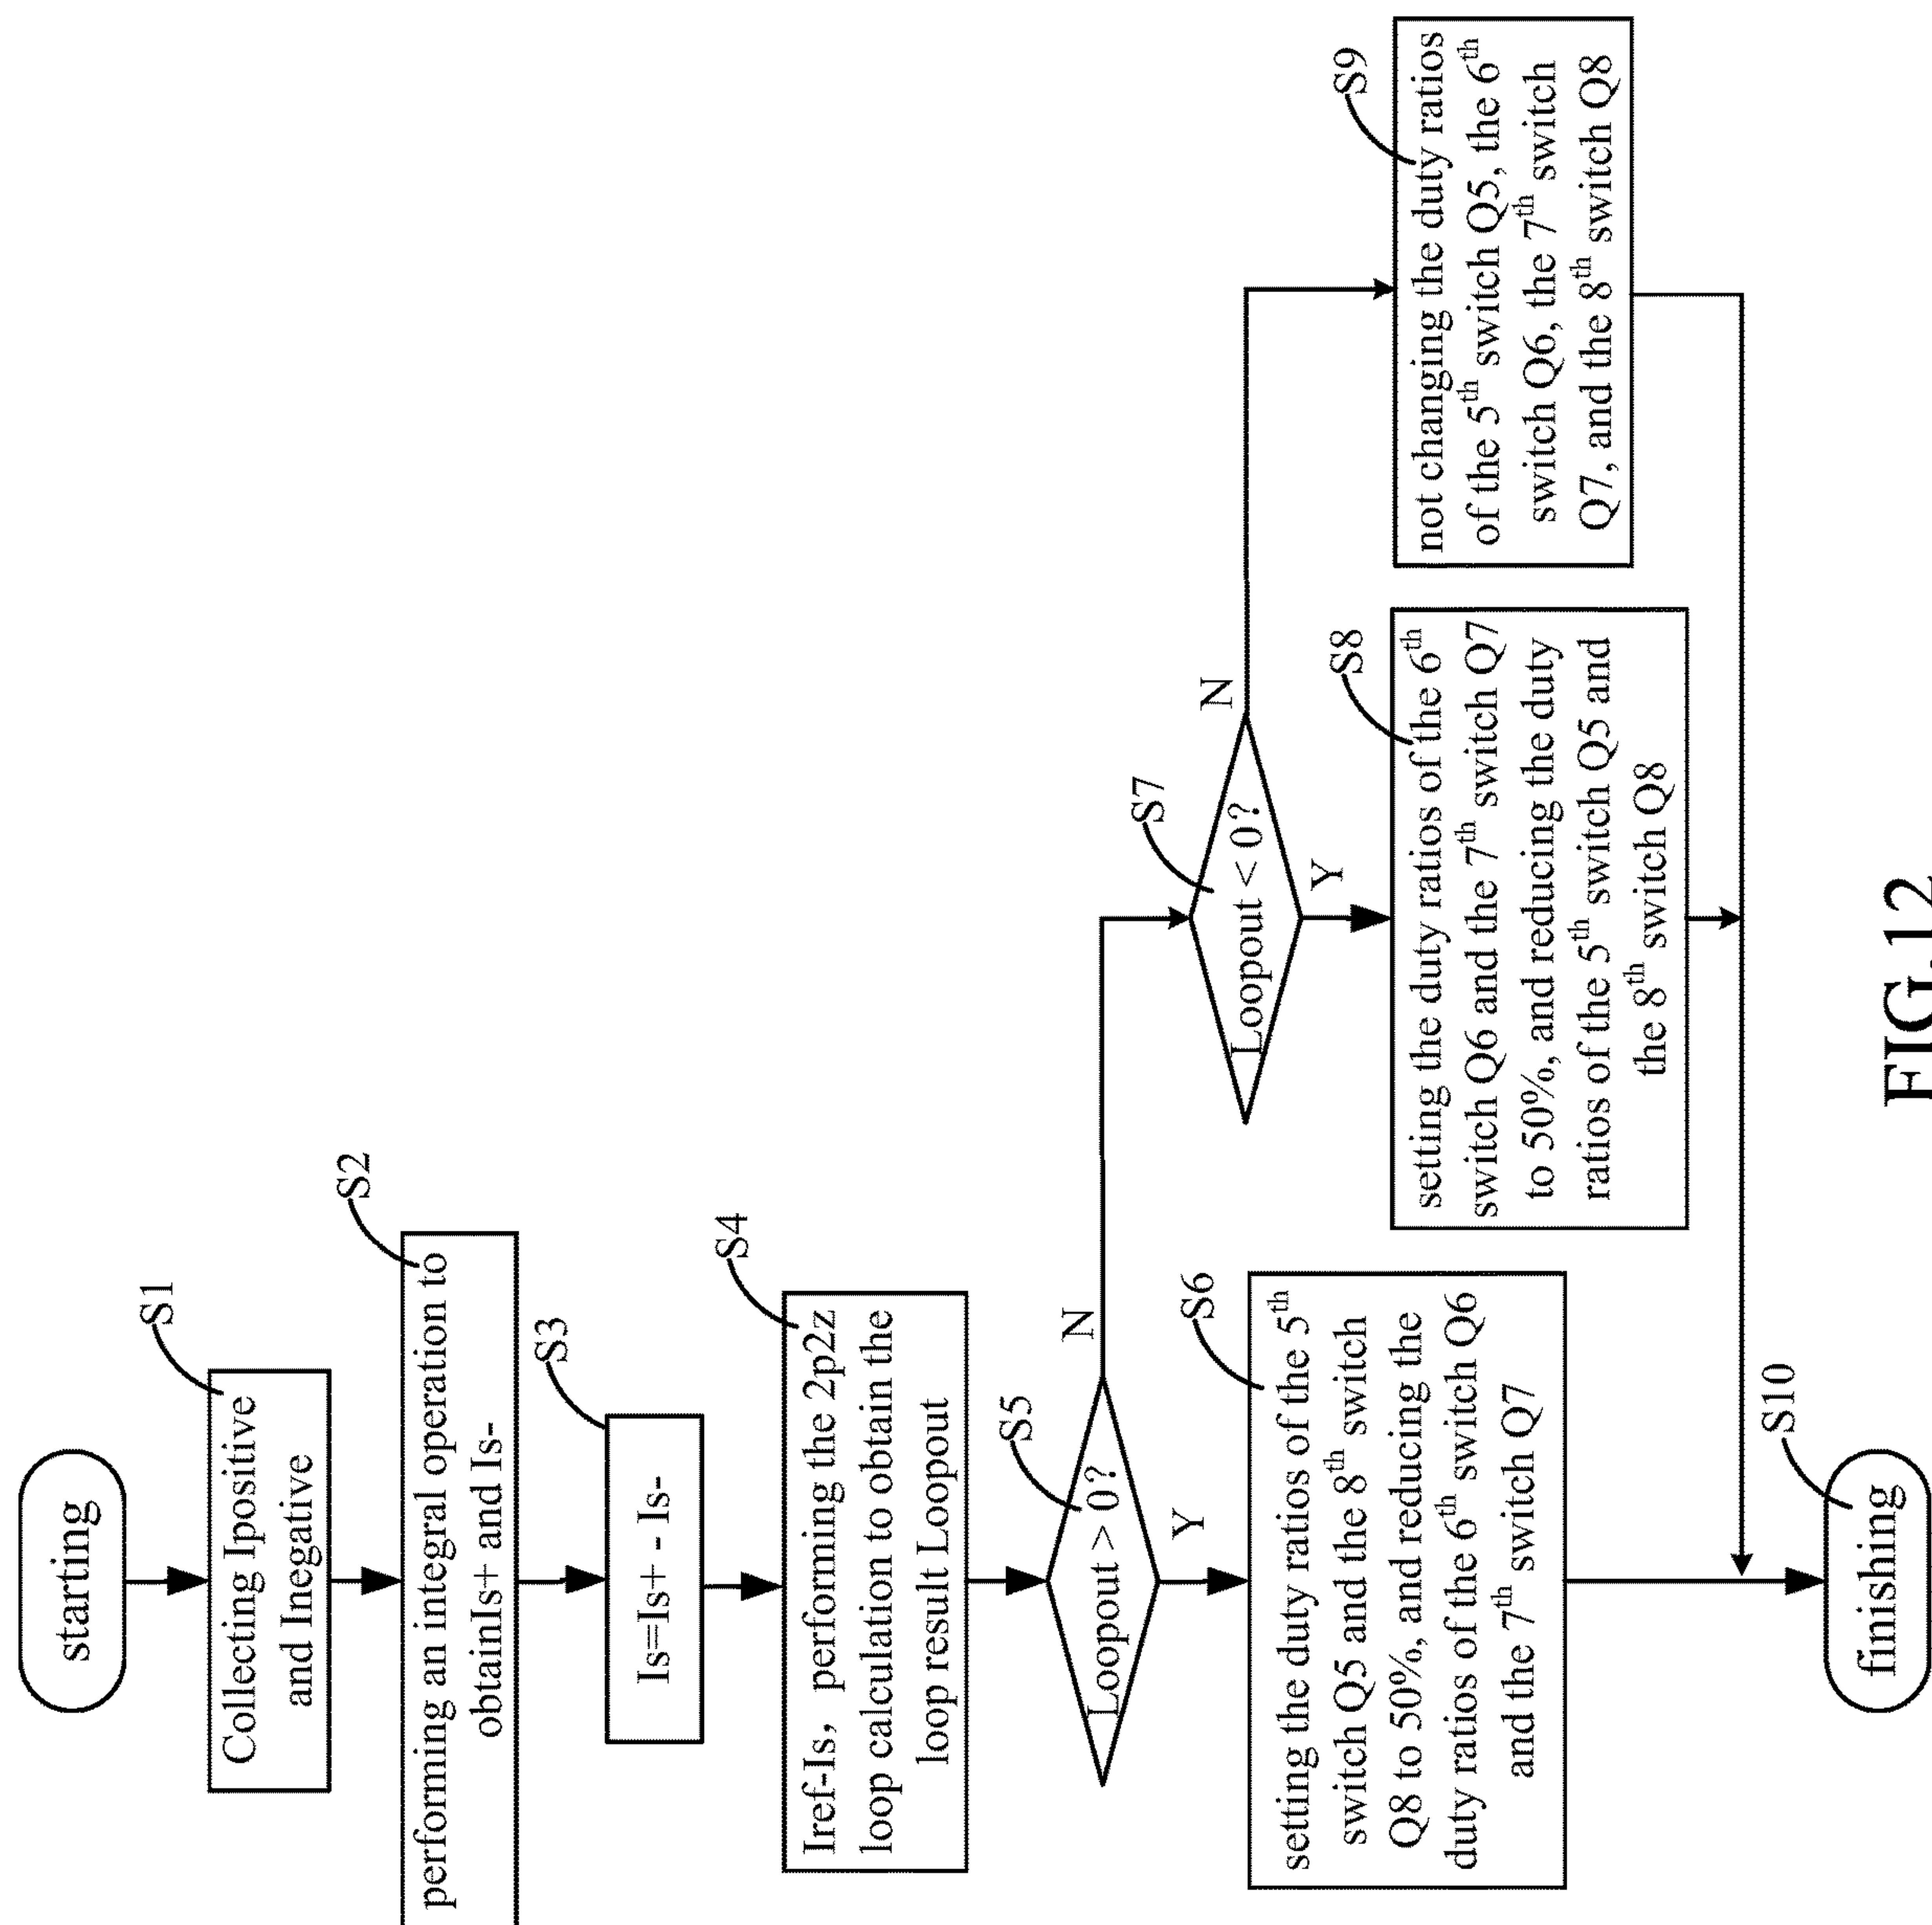 starting
S1
Collecting Ipositive
and Inegative
S2
performing an integral operation to
obtainIs+ and Is-
S3
Is=Is+ - Is-
S4
Iref-Is, performing the 2p2z
loop calculation to obtain the
loop result Loopout
S5
Loopout > 0?
N
Y
S6
setting the duty ratios of the 5th
switch Q5 and the 8th switch
Q8 to 50%, and reducing the
duty ratios of the 6th switch Q6
and the 7th switch Q7
S7
Loopout < 0?
N
Y
S8
setting the duty ratios of the 6th
switch Q6 and the 7th switch Q7
to 50%, and reducing the duty
ratios of the 5th switch Q5 and
the 8th switch Q8
S9
not changing the duty ratios
of the 5th switch Q5, the 6th
switch Q6, the 7th switch
Q7, and the 8th switch Q8
S10
finishing
FIG.12